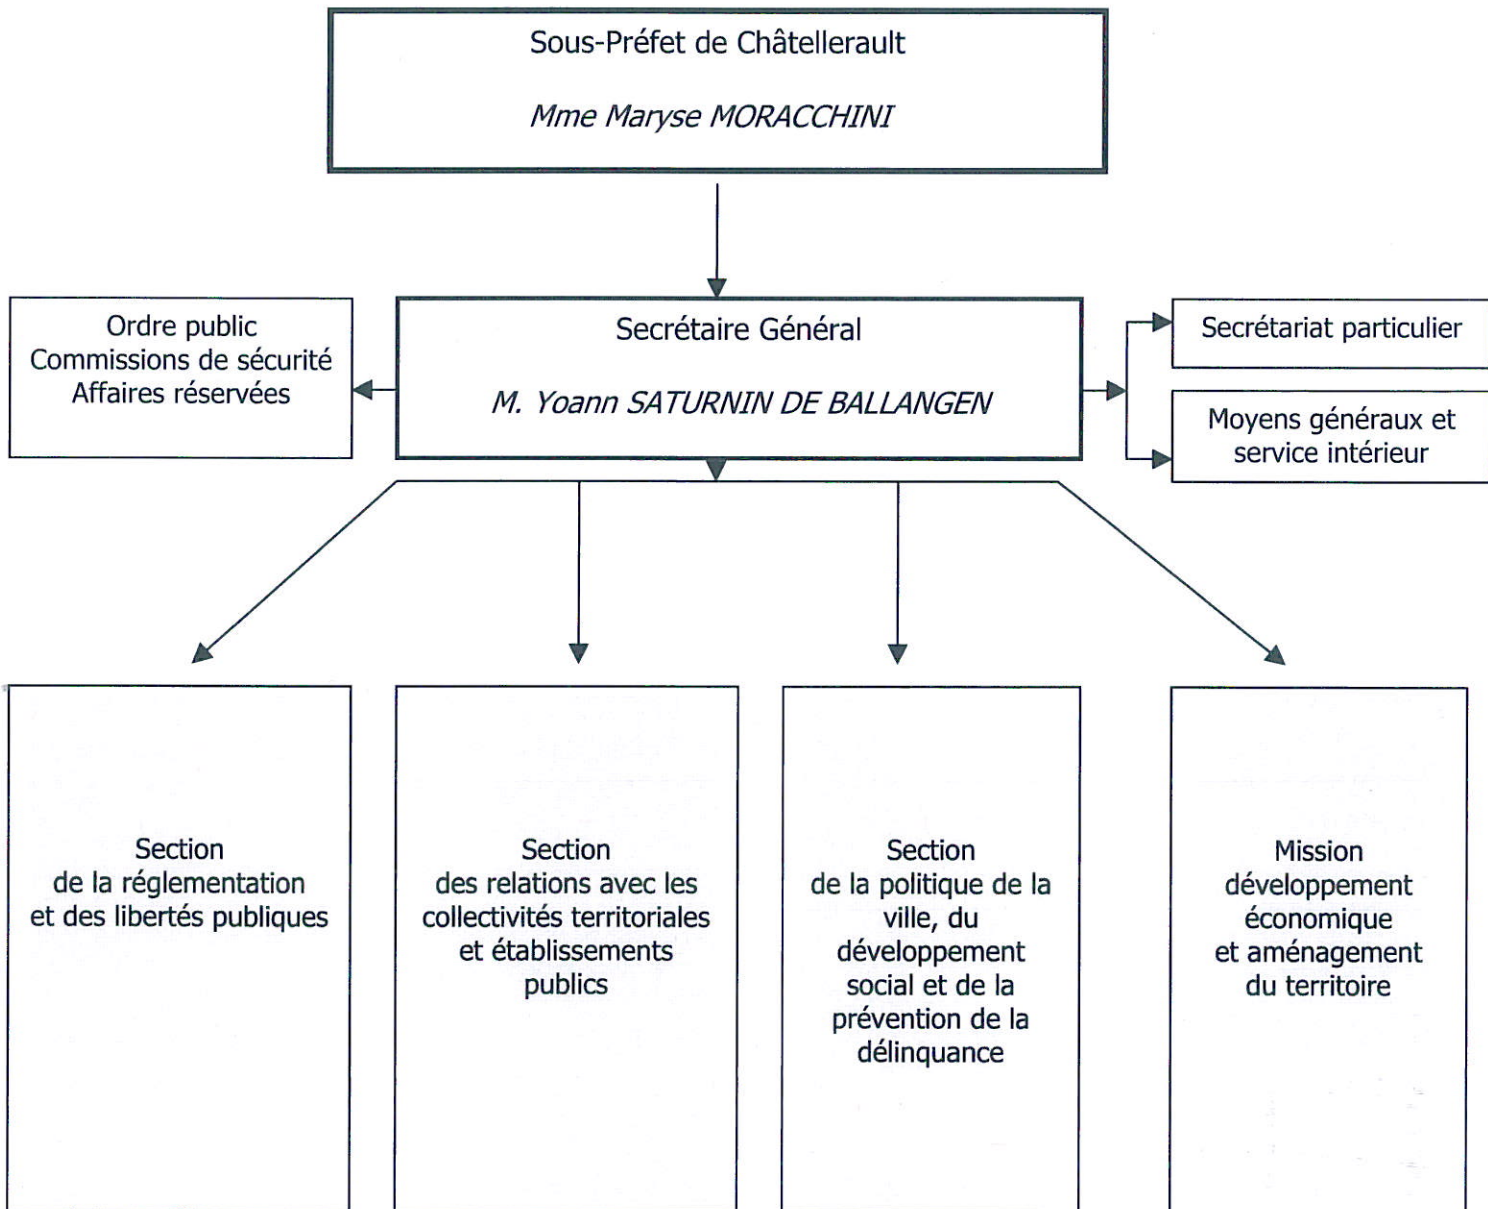 Sous-Préfet de Châtellerault
Mme Maryse MORACCHINI
Ordre public
Commissions de sécurité
Affaires réservées
Secrétaire Général
M. Yoann SATURNIN DE BALLANGEN
Secrétariat particulier
Moyens généraux et
service intérieur
Section
de la réglementation
et des libertés publiques
Section
des relations avec les
collectivités territoriales
et établissements
publics
Section
de la politique de la
ville, du
développement
social et de la
prévention de la
délinquance
Mission
développement
économique
et aménagement
du territoire